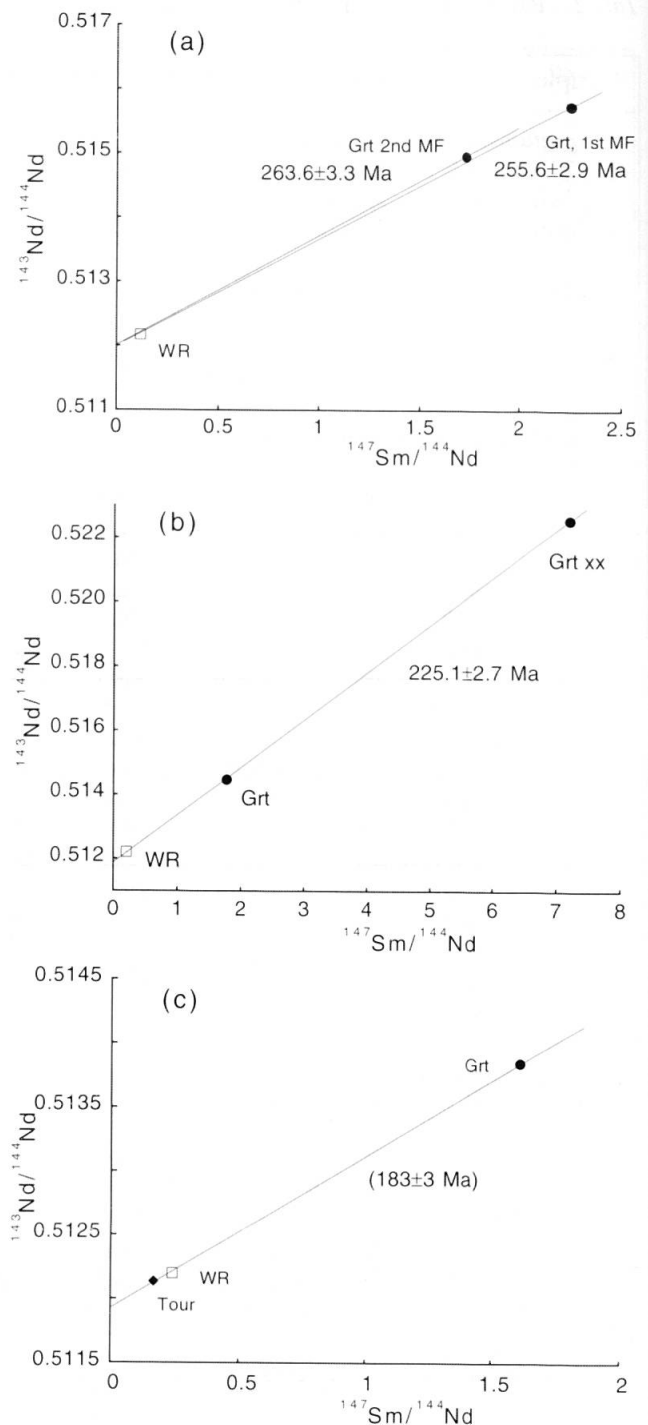 (a)
0.517
0.515
0.513
0.511
¹⁴³Nd/¹⁴⁴Nd
Grt 2nd MF
263.6±3.3 Ma
Grt, 1st MF
255.6±2.9 Ma
WR
0
0.5
1
1.5
2
2.5
¹⁴⁷Sm/¹⁴⁴Nd
(b)
0.522
0.520
0.518
0.516
0.514
0.512
¹⁴³Nd/¹⁴⁴Nd
Grt xx
225.1±2.7 Ma
Grt
WR
0 1 2 3 4 5 6 7 8
¹⁴⁷Sm/¹⁴⁴Nd
(c)
0.5145
0.5135
0.5125
0.5115
¹⁴³Nd/¹⁴⁴Nd
Grt
(183±3 Ma)
WR
Tour
0 0.5 1 1.5 2
¹⁴⁷Sm/¹⁴⁴Nd